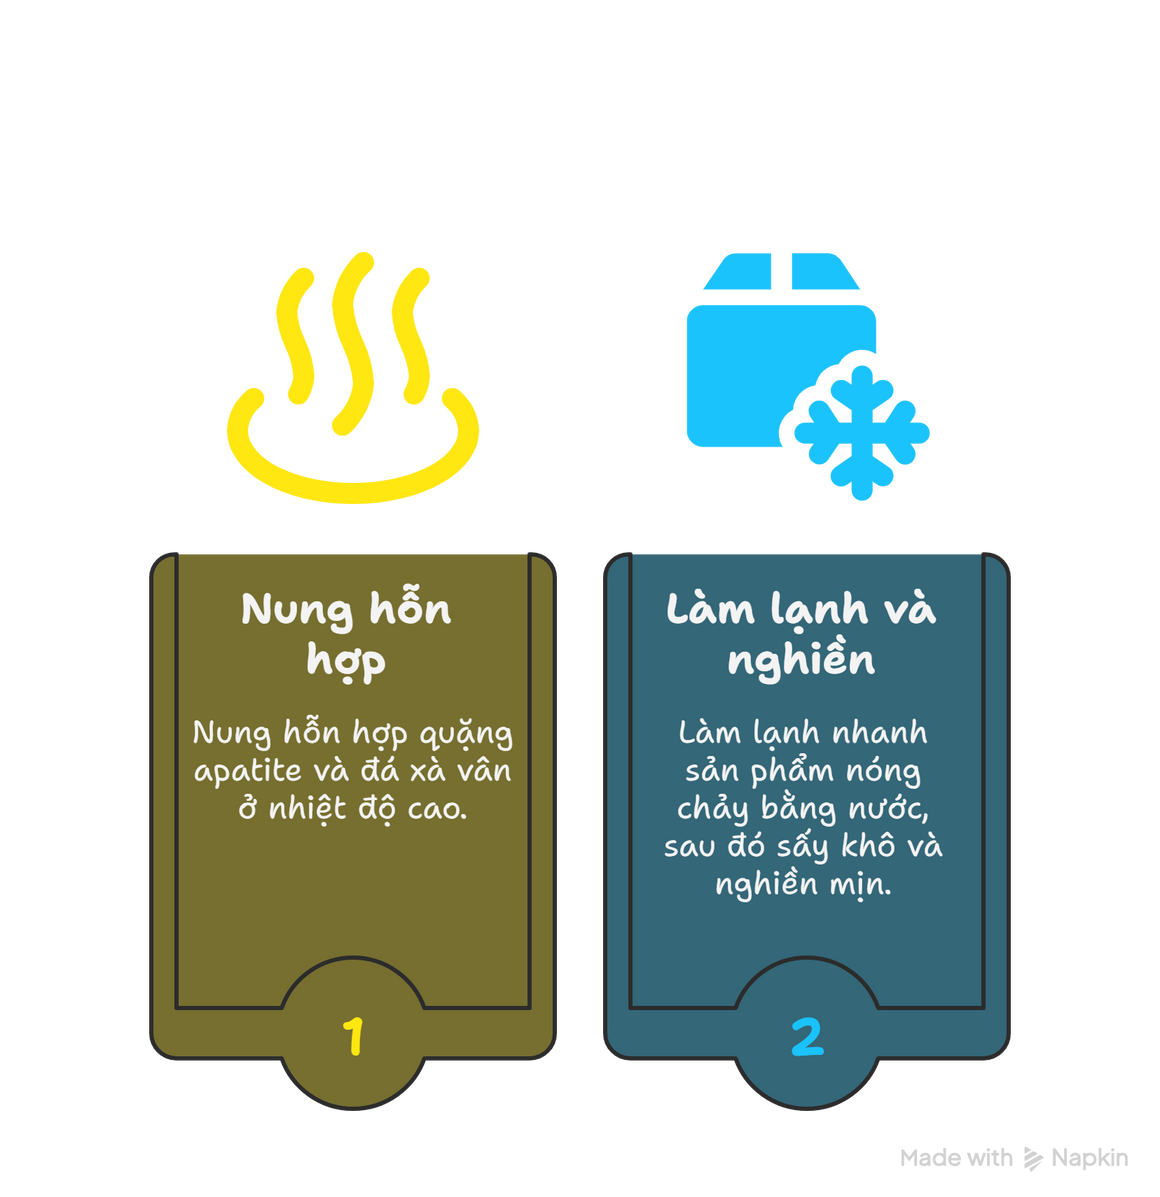 Nung hỗn
hợp
Nung hỗn hợp quặng
apatite và đá xà vân
ở nhiệt độ cao.
1
Làm lạnh và
nghiền
Làm lạnh nhanh
sản phẩm nóng
chảy bằng nước,
sau đó sấy khô và
nghiền mịn.
2
Made with Napkin